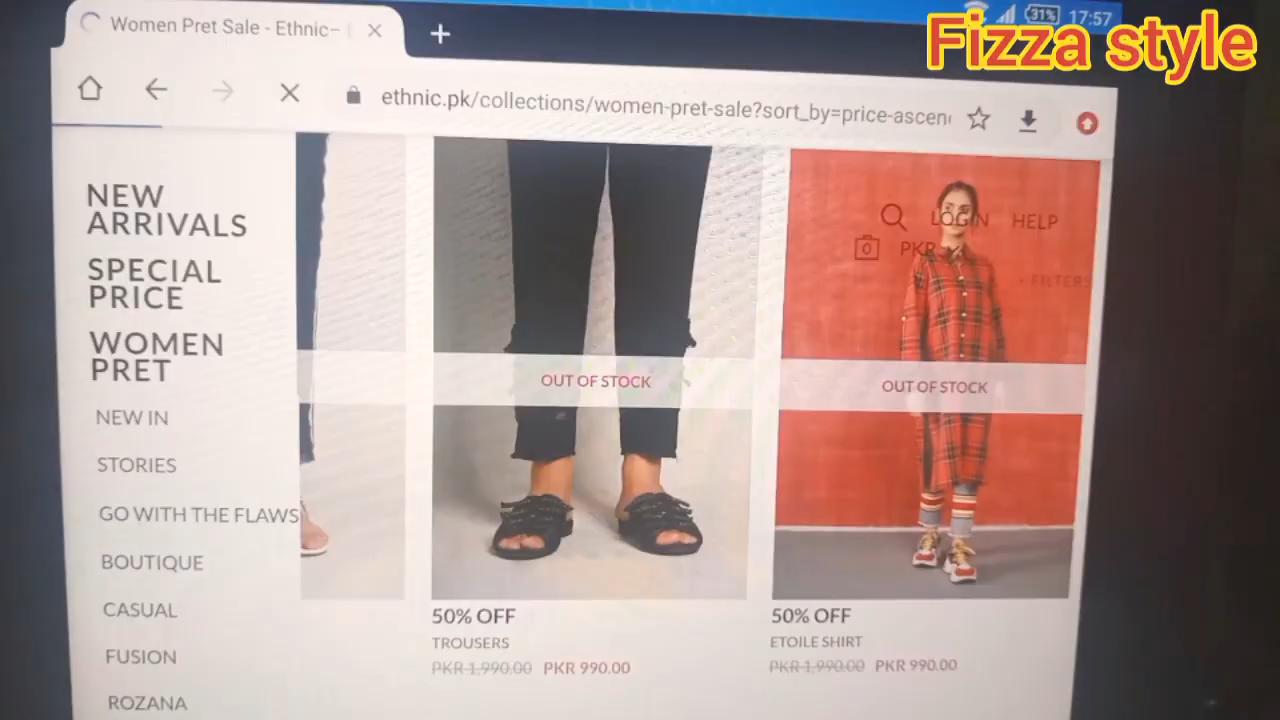 Women Pret Sale - Ethnic
31%
17:57
Fizza style
ethnic.pk/collections/women-pret-sale?sort_by=price-ascen
NEW
ARRIVALS
SPECIAL
PRICE
WOMEN
PRET
NEW IN
STORIES
GO WITH THE FLAWS
BOUTIQUE
CASUAL
FUSION
ROZANA
LOGIN
HELP
0
PKR
+ FILTERS
OUT OF STOCK
OUT OF STOCK
50% OFF
TROUSERS
PKR 1,990.00 PKR 990.00
50% OFF
ETOILE SHIRT
PKR 1,990.00 PKR 990.00